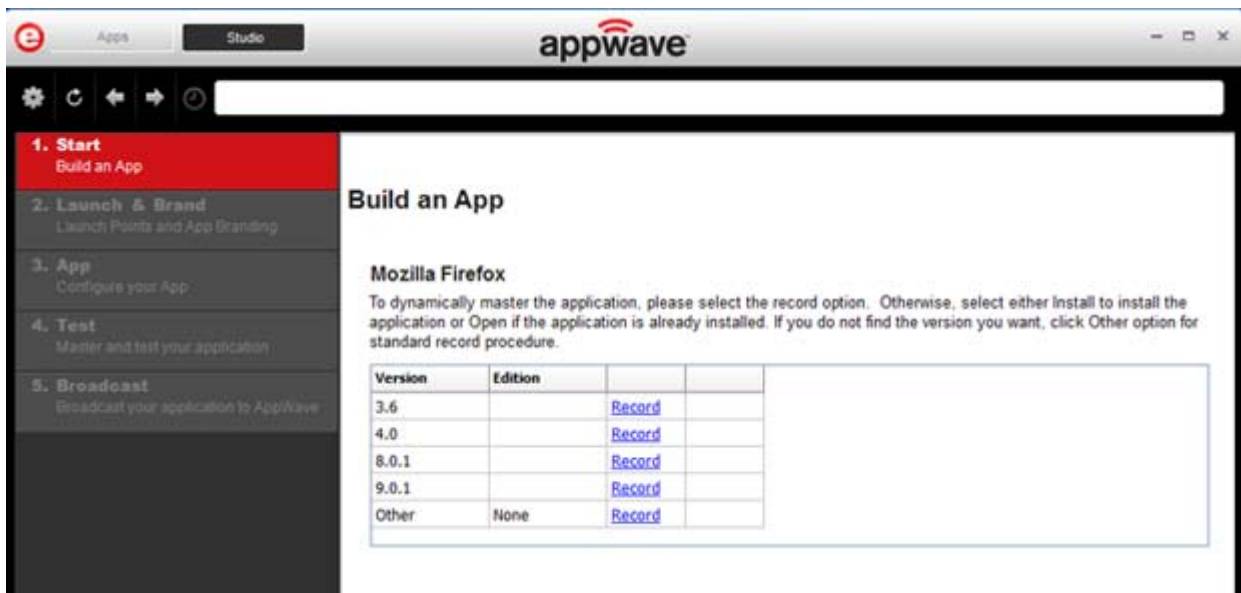 e Apps Studio appwave
1. Start
Build an App
2. Launch & Brand
Launch Points and App Branding
3. App
Configure your App
4. Test
Master and test your application
5. Broadcast
Broadcast your application to AppWave
Build an App
Mozilla Firefox
To dynamically master the application, please select the record option. Otherwise, select either Install to install the
application or Open if the application is already installed. If you do not find the version you want, click Other option for
standard record procedure.
Version Edition
3.6 Record
4.0 Record
8.0.1 Record
9.0.1 Record
Other None Record